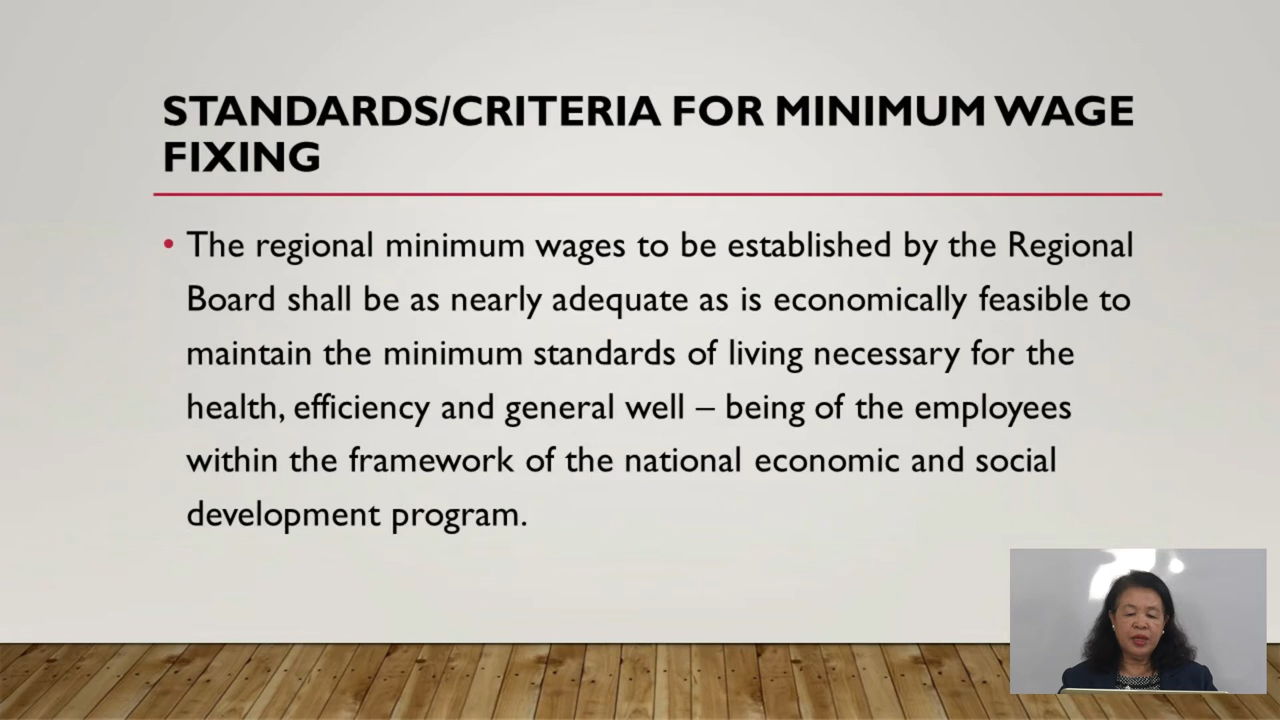 STANDARDS/CRITERIA FOR MINIMUM WAGE
FIXING
• The regional minimum wages to be established by the Regional
Board shall be as nearly adequate as is economically feasible to
maintain the minimum standards of living necessary for the
health, efficiency and general well – being of the employees
within the framework of the national economic and social
development program.